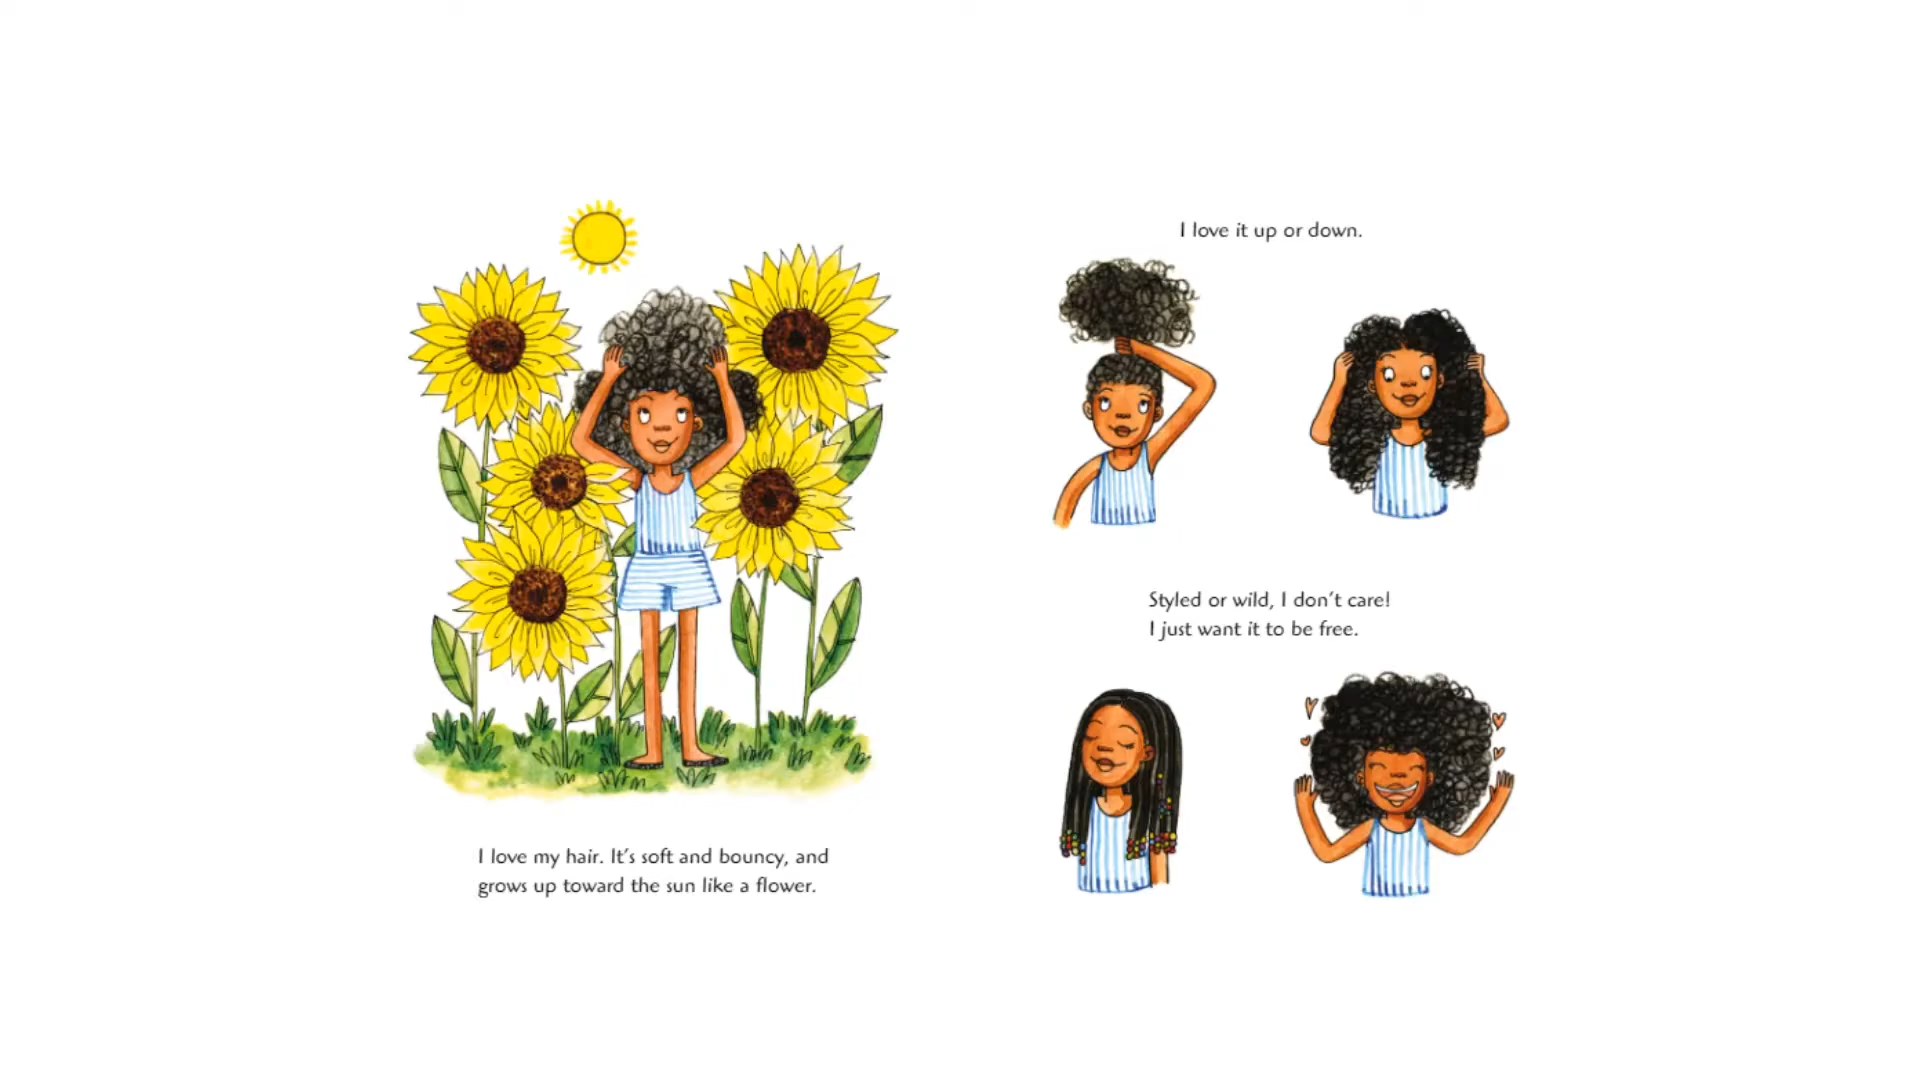 I love my hair. It's soft and bouncy, and
grows up toward the sun like a flower.
I love it up or down.
Styled or wild, I don't care!
I just want it to be free.